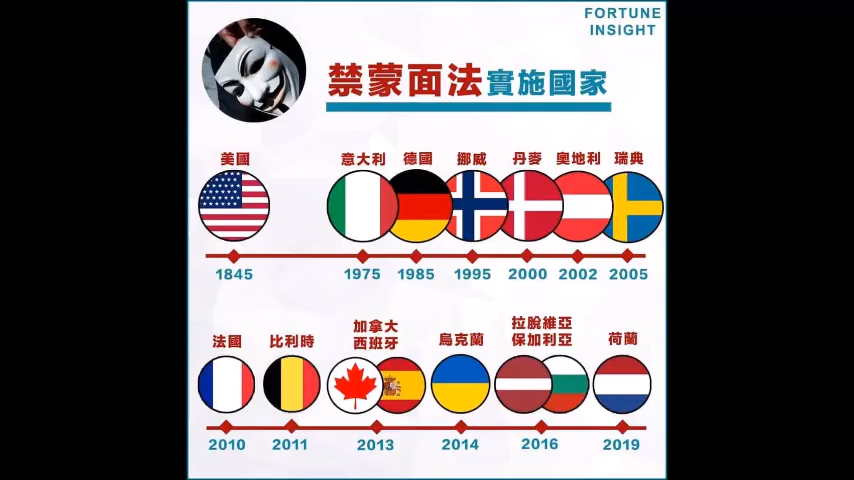 FORTUNE
INSIGHT
禁蒙面法實施國家
美國
意大利
德國
挪威
丹麥
奧地利
瑞典
1845
1975
1985
1995
2000
2002
2005
法國
比利時
加拿大
西班牙
烏克蘭
拉脫維亞
保加利亞
荷蘭
2010
2011
2013
2014
2016
2019